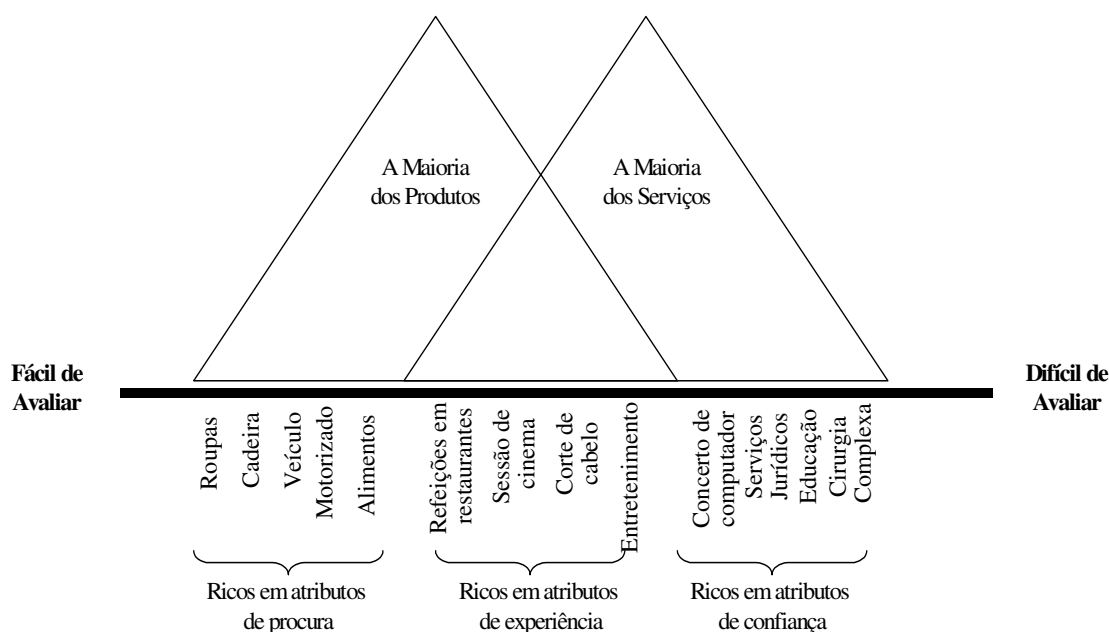 A Maioria
dos Produtos
A Maioria
dos Serviços
Fácil de
Avaliar
Difícil de
Avaliar
Roupas
Cadeira
Veículo
Motorizado
Alimentos
Refeições em
restaurantes
Sessão de
cinema
Corte de
cabelo
Entretenimento
Concerto de
computador
Serviços
Jurídicos
Educação
Cirurgia
Complexa
Ricos em atributos
de procura
Ricos em atributos
de experiência
Ricos em atributos
de confiança